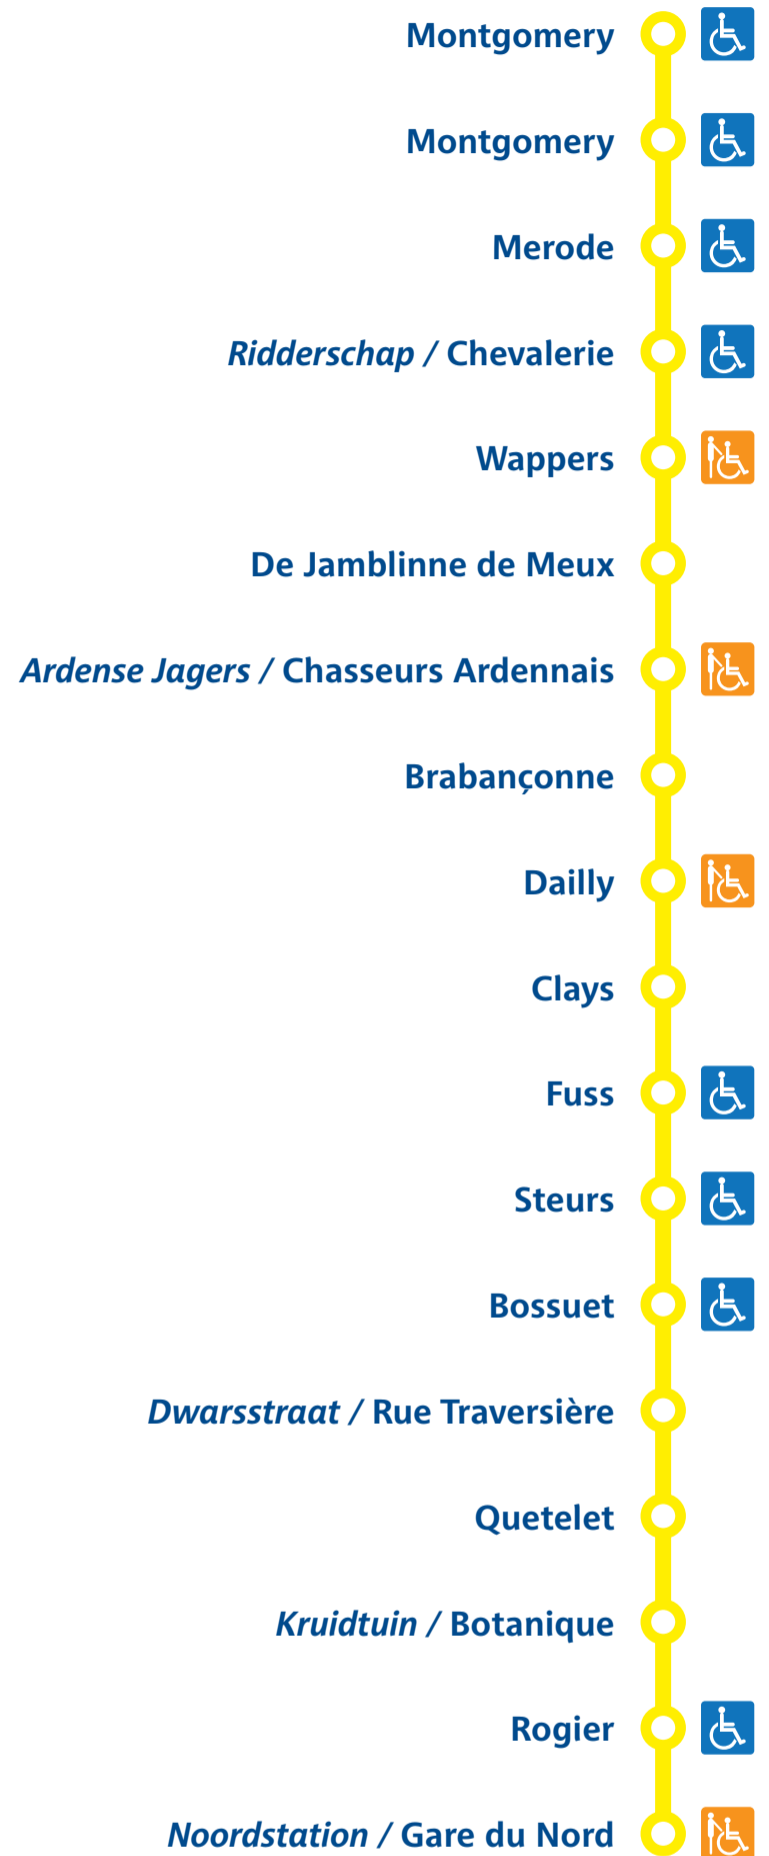 Montgomery
Montgomery
Merode
Ridderschap / Chevalerie
Wappers
De Jamblinne de Meux
Ardense Jagers / Chasseurs Ardennais
Brabançonne
Dailly
Clays
Fuss
Steurs
Bossuet
Dwarsstraat / Rue Traversière
Quetelet
Kruidtuin / Botanique
Rogier
Noordstation / Gare du Nord